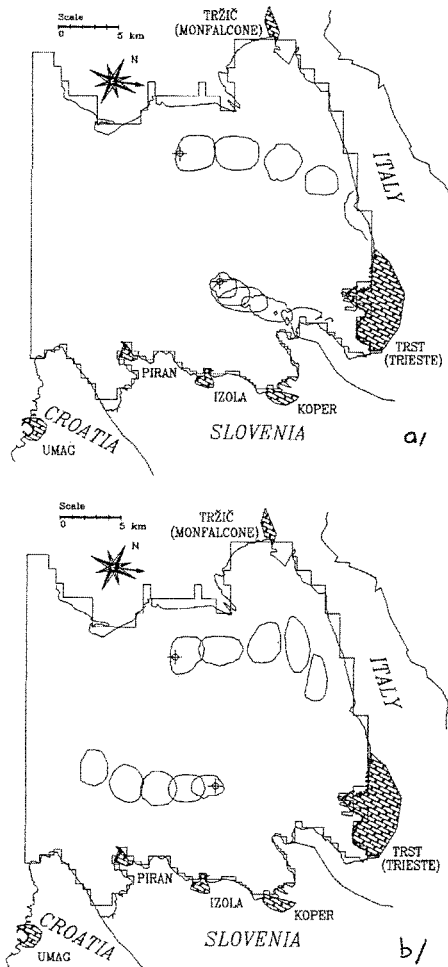 Scale
0 5 km
N
TRŽIČ
(MONFALCONE)
ITALY
TRST
(TRIESTE)
PIRAN
IZOLA
KOPER
CROATIA
SLOVENIA
UMAG
a/
Scale
0 5 km
N
TRŽIČ
(MONFALCONE)
ITALY
TRST
(TRIESTE)
PIRAN
IZOLA
KOPER
CROATIA
SLOVENIA
UMAG
b/